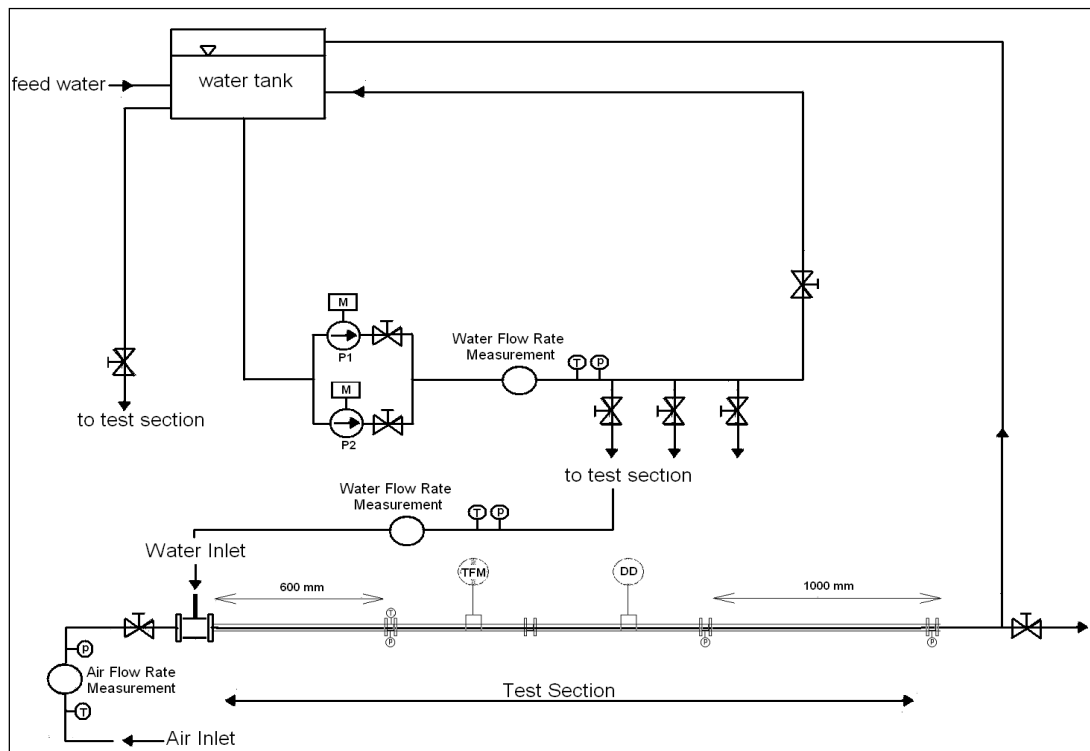 feed water
water tank
M
P1
M
P2
Water Flow Rate
Measurement
T
P
to test section
to test section
Water Flow Rate
Measurement
T
P
Water Inlet
600 mm
TFM
DD
1000 mm
T
P
P
P
P
Air Flow Rate
Measurement
T
Test Section
Air Inlet